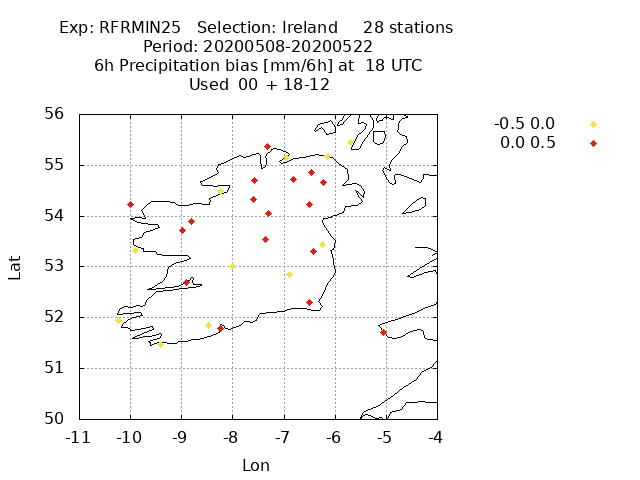 Exp: RFRMIN25   Selection: Ireland     28 stations
Period: 20200508-20200522
6h Precipitation bias [mm/6h] at  18 UTC
Used  00 + 18-12
-0.5 0.0
0.0 0.5
56
55
54
53
52
51
50
Lat
-11 -10 -9 -8 -7 -6 -5 -4
Lon